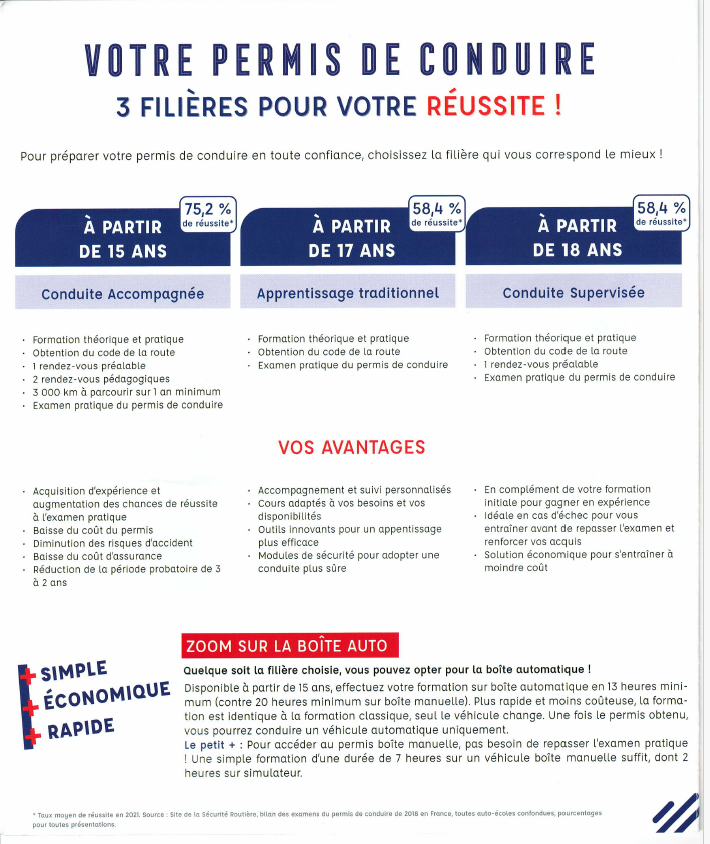 VOTRE PERMIS DE CONDUIRE
3 FILIÈRES POUR VOTRE RÉUSSITE !
Pour préparer votre permis de conduire en toute confiance, choisissez la filière qui vous correspond le mieux !
75,2 %
de réussite*
À PARTIR
DE 15 ANS
Conduite Accompagnée
· Formation théorique et pratique
· Obtention du code de la route
· 1 rendez-vous préalable
· 2 rendez-vous pédagogiques
· 3 000 km à parcourir sur 1 an minimum
· Examen pratique du permis de conduire
58,4 %
de réussite*
À PARTIR
DE 17 ANS
Apprentissage traditionnel
· Formation théorique et pratique
· Obtention du code de la route
· Examen pratique du permis de conduire
58,4 %
de réussite*
À PARTIR
DE 18 ANS
Conduite Supervisée
· Formation théorique et pratique
· Obtention du code de la route
· 1 rendez-vous préalable
· Examen pratique du permis de conduire
VOS AVANTAGES
· Acquisition d'expérience et
augmentation des chances de réussite
à l'examen pratique
· Baisse du coût du permis
· Diminution des risques d'accident
· Baisse du coût d'assurance
· Réduction de la période probatoire de 3
à 2 ans
· Accompagnement et suivi personnalisés
· Cours adaptés à vos besoins et vos
disponibilités
· Outils innovants pour un appentissage
plus efficace
· Modules de sécurité pour adopter une
conduite plus sûre
· En complément de votre formation
initiale pour gagner en expérience
· Idéale en cas d'échec pour vous
entraîner avant de repasser l'examen et
renforcer vos acquis
· Solution économique pour s'entraîner à
moindre coût
+ SIMPLE
+ ÉCONOMIQUE
+ RAPIDE
ZOOM SUR LA BOÎTE AUTO
Quelque soit la filière choisie, vous pouvez opter pour la boîte automatique !
Disponible à partir de 15 ans, effectuez votre formation sur boîte automatique en 13 heures mini-
mum (contre 20 heures minimum sur boîte manuelle). Plus rapide et moins coûteuse, la forma-
tion est identique à la formation classique, seul le véhicule change. Une fois le permis obtenu,
vous pourrez conduire un véhicule automatique uniquement.
Le petit + : Pour accéder au permis boîte manuelle, pas besoin de repasser l'examen pratique
! Une simple formation d'une durée de 7 heures sur un véhicule boîte manuelle suffit, dont 2
heures sur simulateur.
* Taux moyen de réussite en 2021. Source : Site de la Sécurité Routière, bilan des examens du permis de conduire de 2018 en France, toutes auto-écoles confondues, pourcentages
pour toutes présentations.